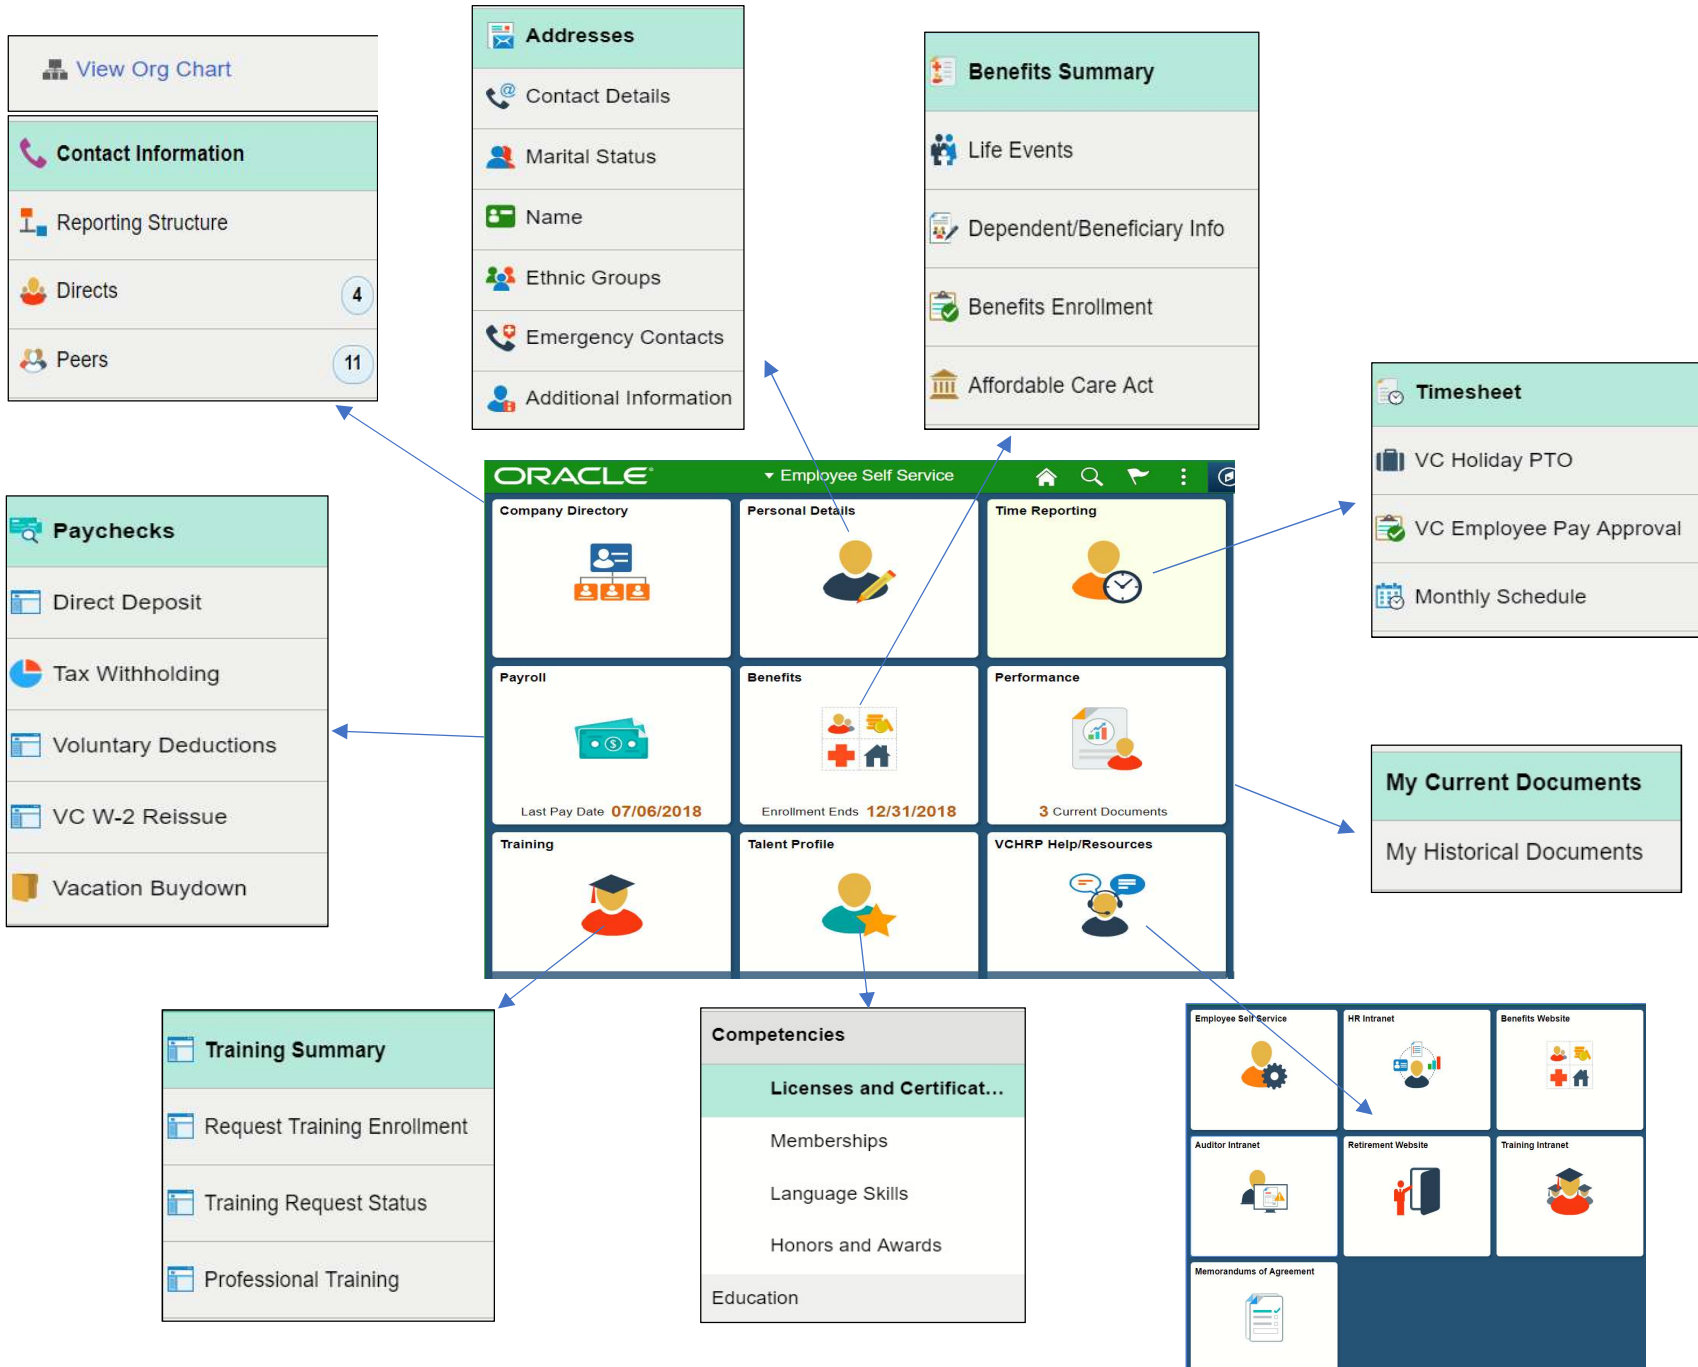 View Org Chart
Contact Information
Reporting Structure
Directs 4
Peers 11
Addresses
Contact Details
Marital Status
Name
Ethnic Groups
Emergency Contacts
Additional Information
Benefits Summary
Life Events
Dependent/Beneficiary Info
Benefits Enrollment
Affordable Care Act
Timesheet
VC Holiday PTO
VC Employee Pay Approval
Monthly Schedule
Paychecks
Direct Deposit
Tax Withholding
Voluntary Deductions
VC W-2 Reissue
Vacation Buydown
ORACLE® Employee Self Service
Company Directory
Personal Details
Time Reporting
Payroll
Last Pay Date 07/06/2018
Benefits
Enrollment Ends 12/31/2018
Performance
3 Current Documents
Training
Talent Profile
VCHRP Help/Resources
My Current Documents
My Historical Documents
Training Summary
Request Training Enrollment
Training Request Status
Professional Training
Competencies
Licenses and Certificat...
Memberships
Language Skills
Honors and Awards
Education
Employee Self Service
HR Intranet
Benefits Website
Auditor Intranet
Retirement Website
Training Intranet
Memorandums of Agreement